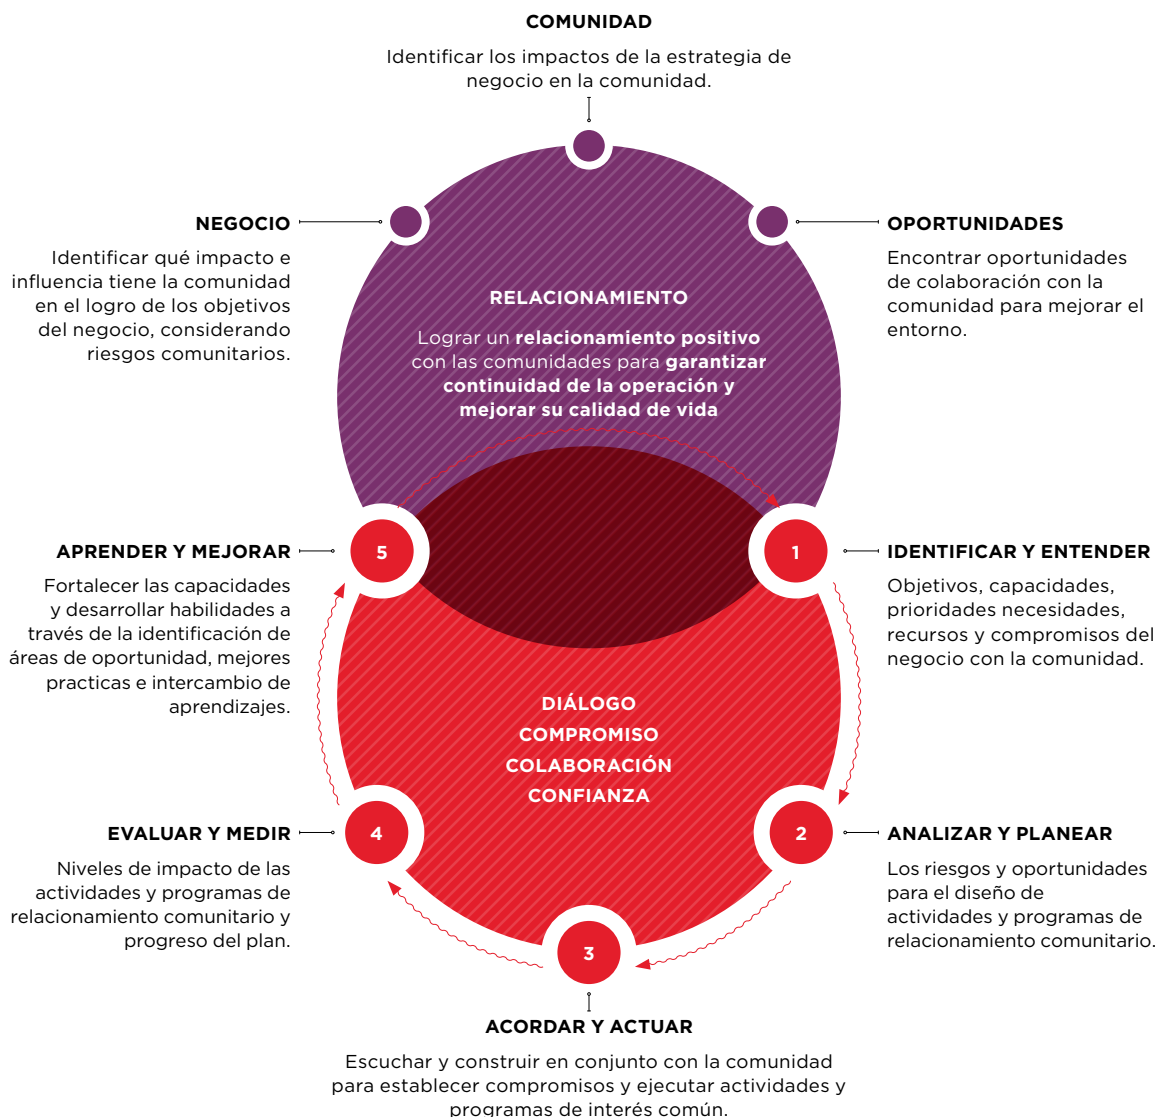 COMUNIDAD
Identificar los impactos de la estrategia de
negocio en la comunidad.
NEGOCIO
Identificar qué impacto e
influencia tiene la comunidad
en el logro de los objetivos
del negocio, considerando
riesgos comunitarios.
OPORTUNIDADES
Encontrar oportunidades
de colaboración con la
comunidad para mejorar el
entorno.
RELACIONAMIENTO
Lograr un relacionamiento positivo
con las comunidades para garantizar
continuidad de la operación y
mejorar su calidad de vida
5
APRENDER Y MEJORAR
Fortalecer las capacidades
y desarrollar habilidades a
través de la identificación de
áreas de oportunidad, mejores
practicas e intercambio de
aprendizajes.
1
IDENTIFICAR Y ENTENDER
Objetivos, capacidades,
prioridades necesidades,
recursos y compromisos del
negocio con la comunidad.
DIÁLOGO
COMPROMISO
COLABORACIÓN
CONFIANZA
4
EVALUAR Y MEDIR
Niveles de impacto de las
actividades y programas de
relacionamiento comunitario y
progreso del plan.
2
ANALIZAR Y PLANEAR
Los riesgos y oportunidades
para el diseño de
actividades y programas de
relacionamiento comunitario.
3
ACORDAR Y ACTUAR
Escuchar y construir en conjunto con la comunidad
para establecer compromisos y ejecutar actividades y
programas de interés común.